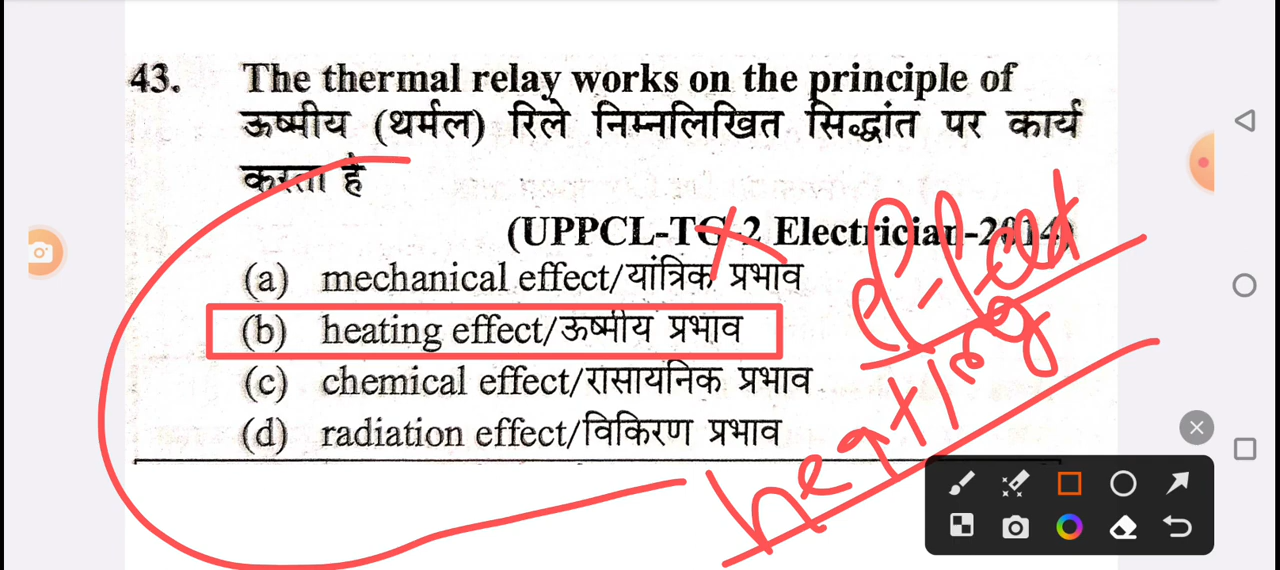 43. The thermal relay works on the principle of
ऊष्मीय (थर्मल) रिले निम्नलिखित सिद्धांत पर कार्य
करता है
(UPPCL-TG-2 Electrician-2014)
(a) mechanical effect/यांत्रिक प्रभाव
(b) heating effect/ऊष्मीय प्रभाव
(c) chemical effect/रासायनिक प्रभाव
(d) radiation effect/विकिरण प्रभाव
heating
effect